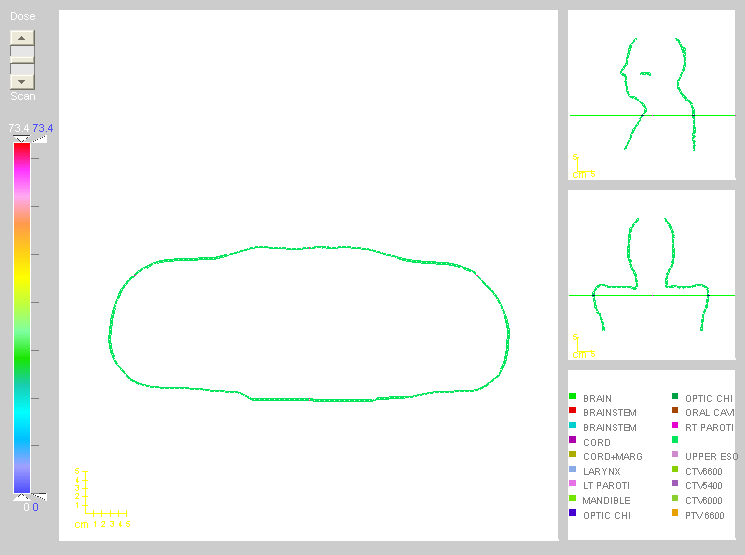 Dose
Scan
73.4 73.4
0 0
5
4
3
2
1
cm 1 2 3 4 5
5
cm 5
5
cm 5
BRAIN OPTIC CHI
BRAINSTEM ORAL CAVI
BRAINSTEM RT PAROTI
CORD
CORD+MARG UPPER ESO
LARYNX CTV6600
LT PAROTI CTV5400
MANDIBLE CTV6000
OPTIC CHI PTV6600